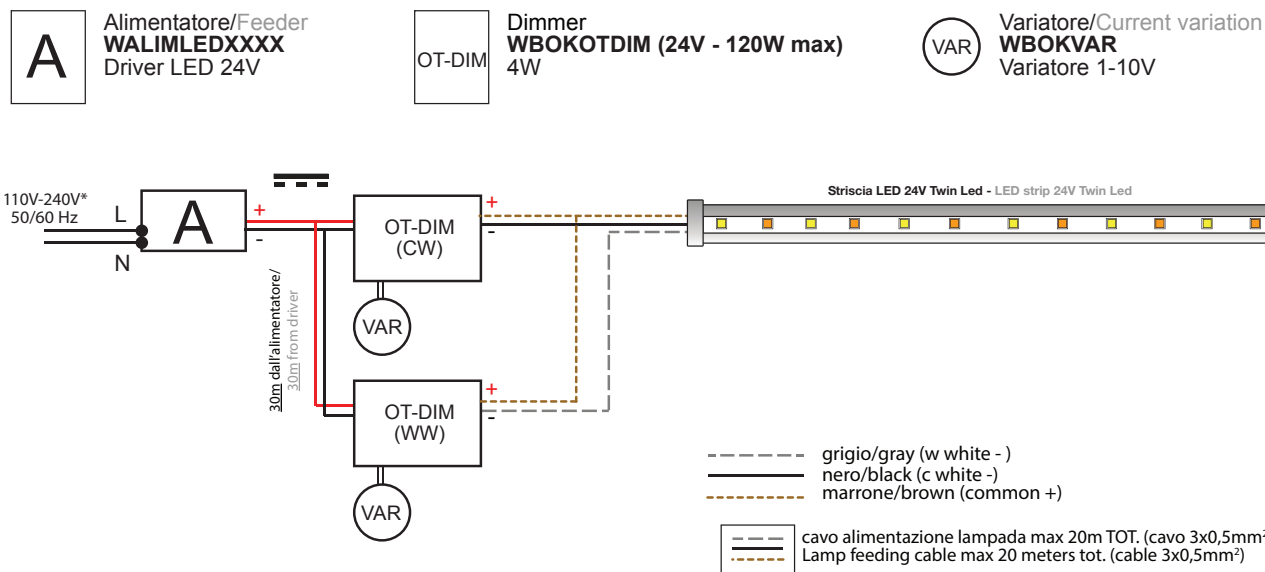 A
Alimentatore/Feeder
WALIMLEDXXXX
Driver LED 24V
OT-DIM
Dimmer
WBOKOTDIM (24V - 120W max)
4W
VAR
Variatore/Current variation
WBOKVAR
Variatore 1-10V
110V-240V*
50/60 Hz
L
N
A
+
-
30m dall'alimentatore/
30m from driver
OT-DIM
(CW)
+
-
VAR
OT-DIM
(WW)
+
-
VAR
Striscia LED 24V Twin Led - LED strip 24V Twin Led
grigio/gray (w white - )
nero/black (c white -)
marrone/brown (common +)
cavo alimentazione lampada max 20m TOT. (cavo 3x0,5mm²
Lamp feeding cable max 20 meters tot. (cable 3x0,5mm²)